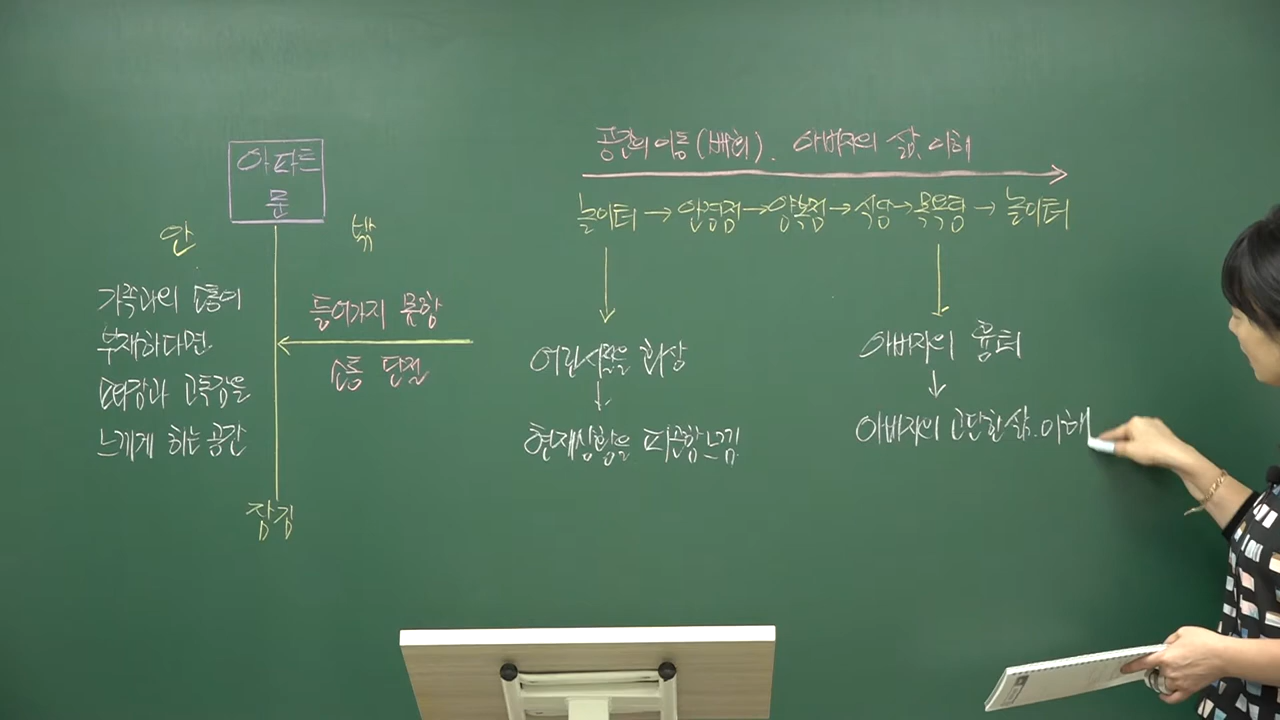 아파트
문
안
밖
가족과의 소통이
부재하다면
단절감과 고독감을
느끼게 하는 공간
들어가지 못함
소통 단절
잠김
공간의 이동(배회). 아버지의 삶. 이해
놀이터 → 안경점 → 양복점 → 식당 → 목욕탕 → 놀이터
어린시절을 회상
현재상황을 피곤함 느낌
아버지의 흉터
아버지의 고단한 삶. 이해